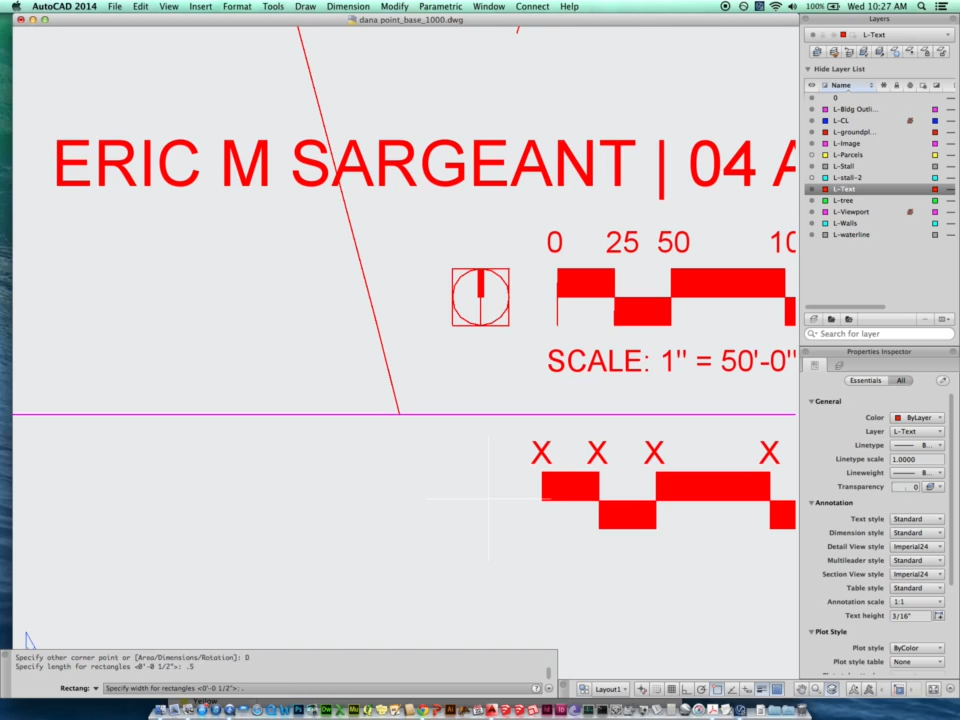 AutoCAD 2014 File Edit View Insert Format Tools Draw Dimension Modify Parametric Window Connect Help 100% Wed 10:27 AM
dana point_base_1000.dwg
Layers
L-Text
Hide Layer List
Name
0
L-Bldg Outli...
L-CL
L-groundpl...
L-Image
L-Parcels
L-Stall
L-stall-2
L-Text
L-tree
L-Viewport
L-Walls
L-waterline
Search for layer
ERIC M SARGEANT | 04 A
0 25 50 10
SCALE: 1" = 50'-0"
X X X X
Properties Inspector
Essentials All
General
Color ByLayer
Layer L-Text
Linetype B...
Linetype scale 1.0000
Lineweight B...
Transparency 0
Annotation
Text style Standard
Dimension style Standard
Detail View style Imperial24
Multileader style Standard
Section View style Imperial24
Table style Standard
Annotation scale 1:1
Text height 3/16"
Plot Style
Plot style ByColor
Plot style table None
Specify other corner point or [Area/Dimensions/Rotation]: D
Specify length for rectangles <0'-0 1/2">: .5
Rectang: Specify width for rectangles <0'-0 1/2">: .
Layout1
Yellow